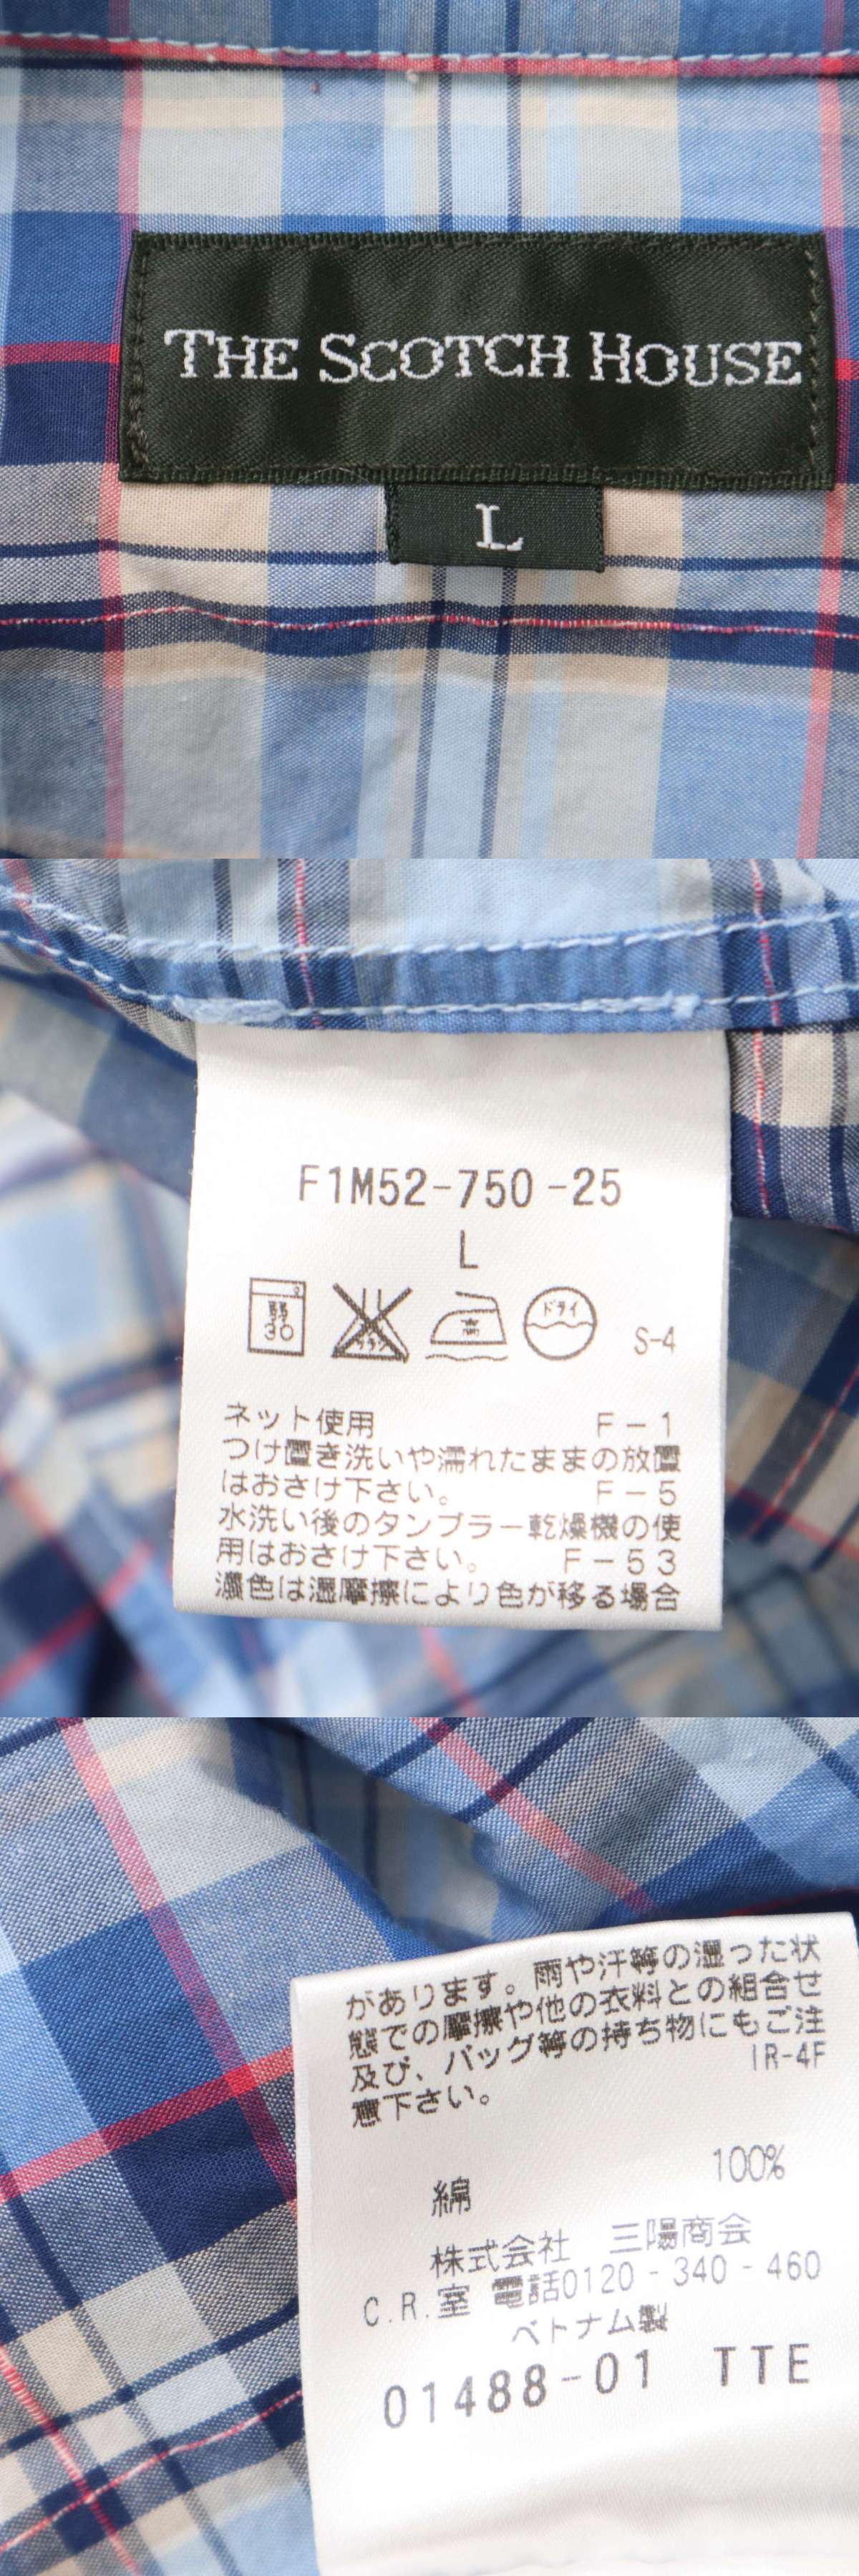 THE SCOTCH HOUSE
L
F1M52-750-25
L
弱
30
ドライ
高
S-4
ネット使用 F-1
つけ置き洗いや濡れたままの放置
はおさけ下さい。 F-5
水洗い後のタンブラー乾燥機の使
用はおさけ下さい。 F-53
濃色は湿摩擦により色が移る場合
があります。雨や汗等の湿った状
態での摩擦や他の衣料との組合せ
及び、バッグ等の持ち物にもご注
意下さい。 IR-4F
綿 100%
株式会社 三陽商会
C.R.室 電話0120-340-460
ベトナム製
01488-01 TTE